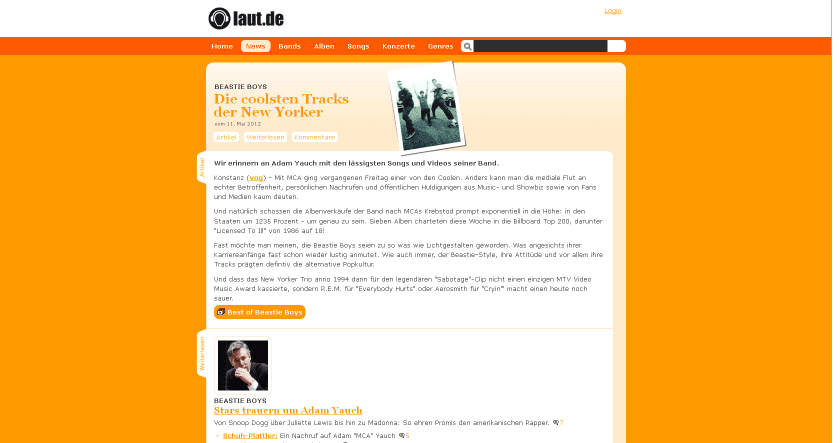 laut.de
Login
Home News Bands Alben Songs Konzerte Genres
BEASTIE BOYS
Die coolsten Tracks
der New Yorker
vom 11. Mai 2012
Artikel Weiterlesen Kommentare
Artikel
Wir erinnern an Adam Yauch mit den lässigsten Songs und Videos seiner Band.
Konstanz (vog) - Mit MCA ging vergangenen Freitag einer von den Coolen. Anders kann man die mediale Flut an
echter Betroffenheit, persönlichen Nachrufen und öffentlichen Huldigungen aus Music- und Showbiz sowie von Fans
und Medien kaum deuten.
Und natürlich schossen die Albenverkäufe der Band nach MCAs Krebstod prompt exponentiell in die Höhe: in den
Staaten um 1235 Prozent - um genau zu sein. Sieben Alben charteten diese Woche in die Billboard Top 200, darunter
"Licensed To Ill" von 1986 auf 18!
Fast möchte man meinen, die Beastie Boys seien zu so was wie Lichtgestalten geworden. Was angesichts ihrer
Karriereanfänge fast schon wieder lustig anmutet. Wie auch immer, der Beastie-Style, ihre Attitüde und vor allem ihre
Tracks prägten defintiv die alternative Popkultur.
Und dass das New Yorker Trio anno 1994 dann für den legendären "Sabotage"-Clip nicht einen einzigen MTV Video
Music Award kassierte, sondern R.E.M. für "Everybody Hurts" oder Aerosmith für "Cryin'" macht einen heute noch
sauer.
Best of Beastie Boys
Weiterlesen
BEASTIE BOYS
Stars trauern um Adam Yauch
Von Snoop Dogg über Juliette Lewis bis hin zu Madonna: So ehren Promis den amerikanischen Rapper. 7
Schuh-Plattler: Ein Nachruf auf Adam "MCA" Yauch 5